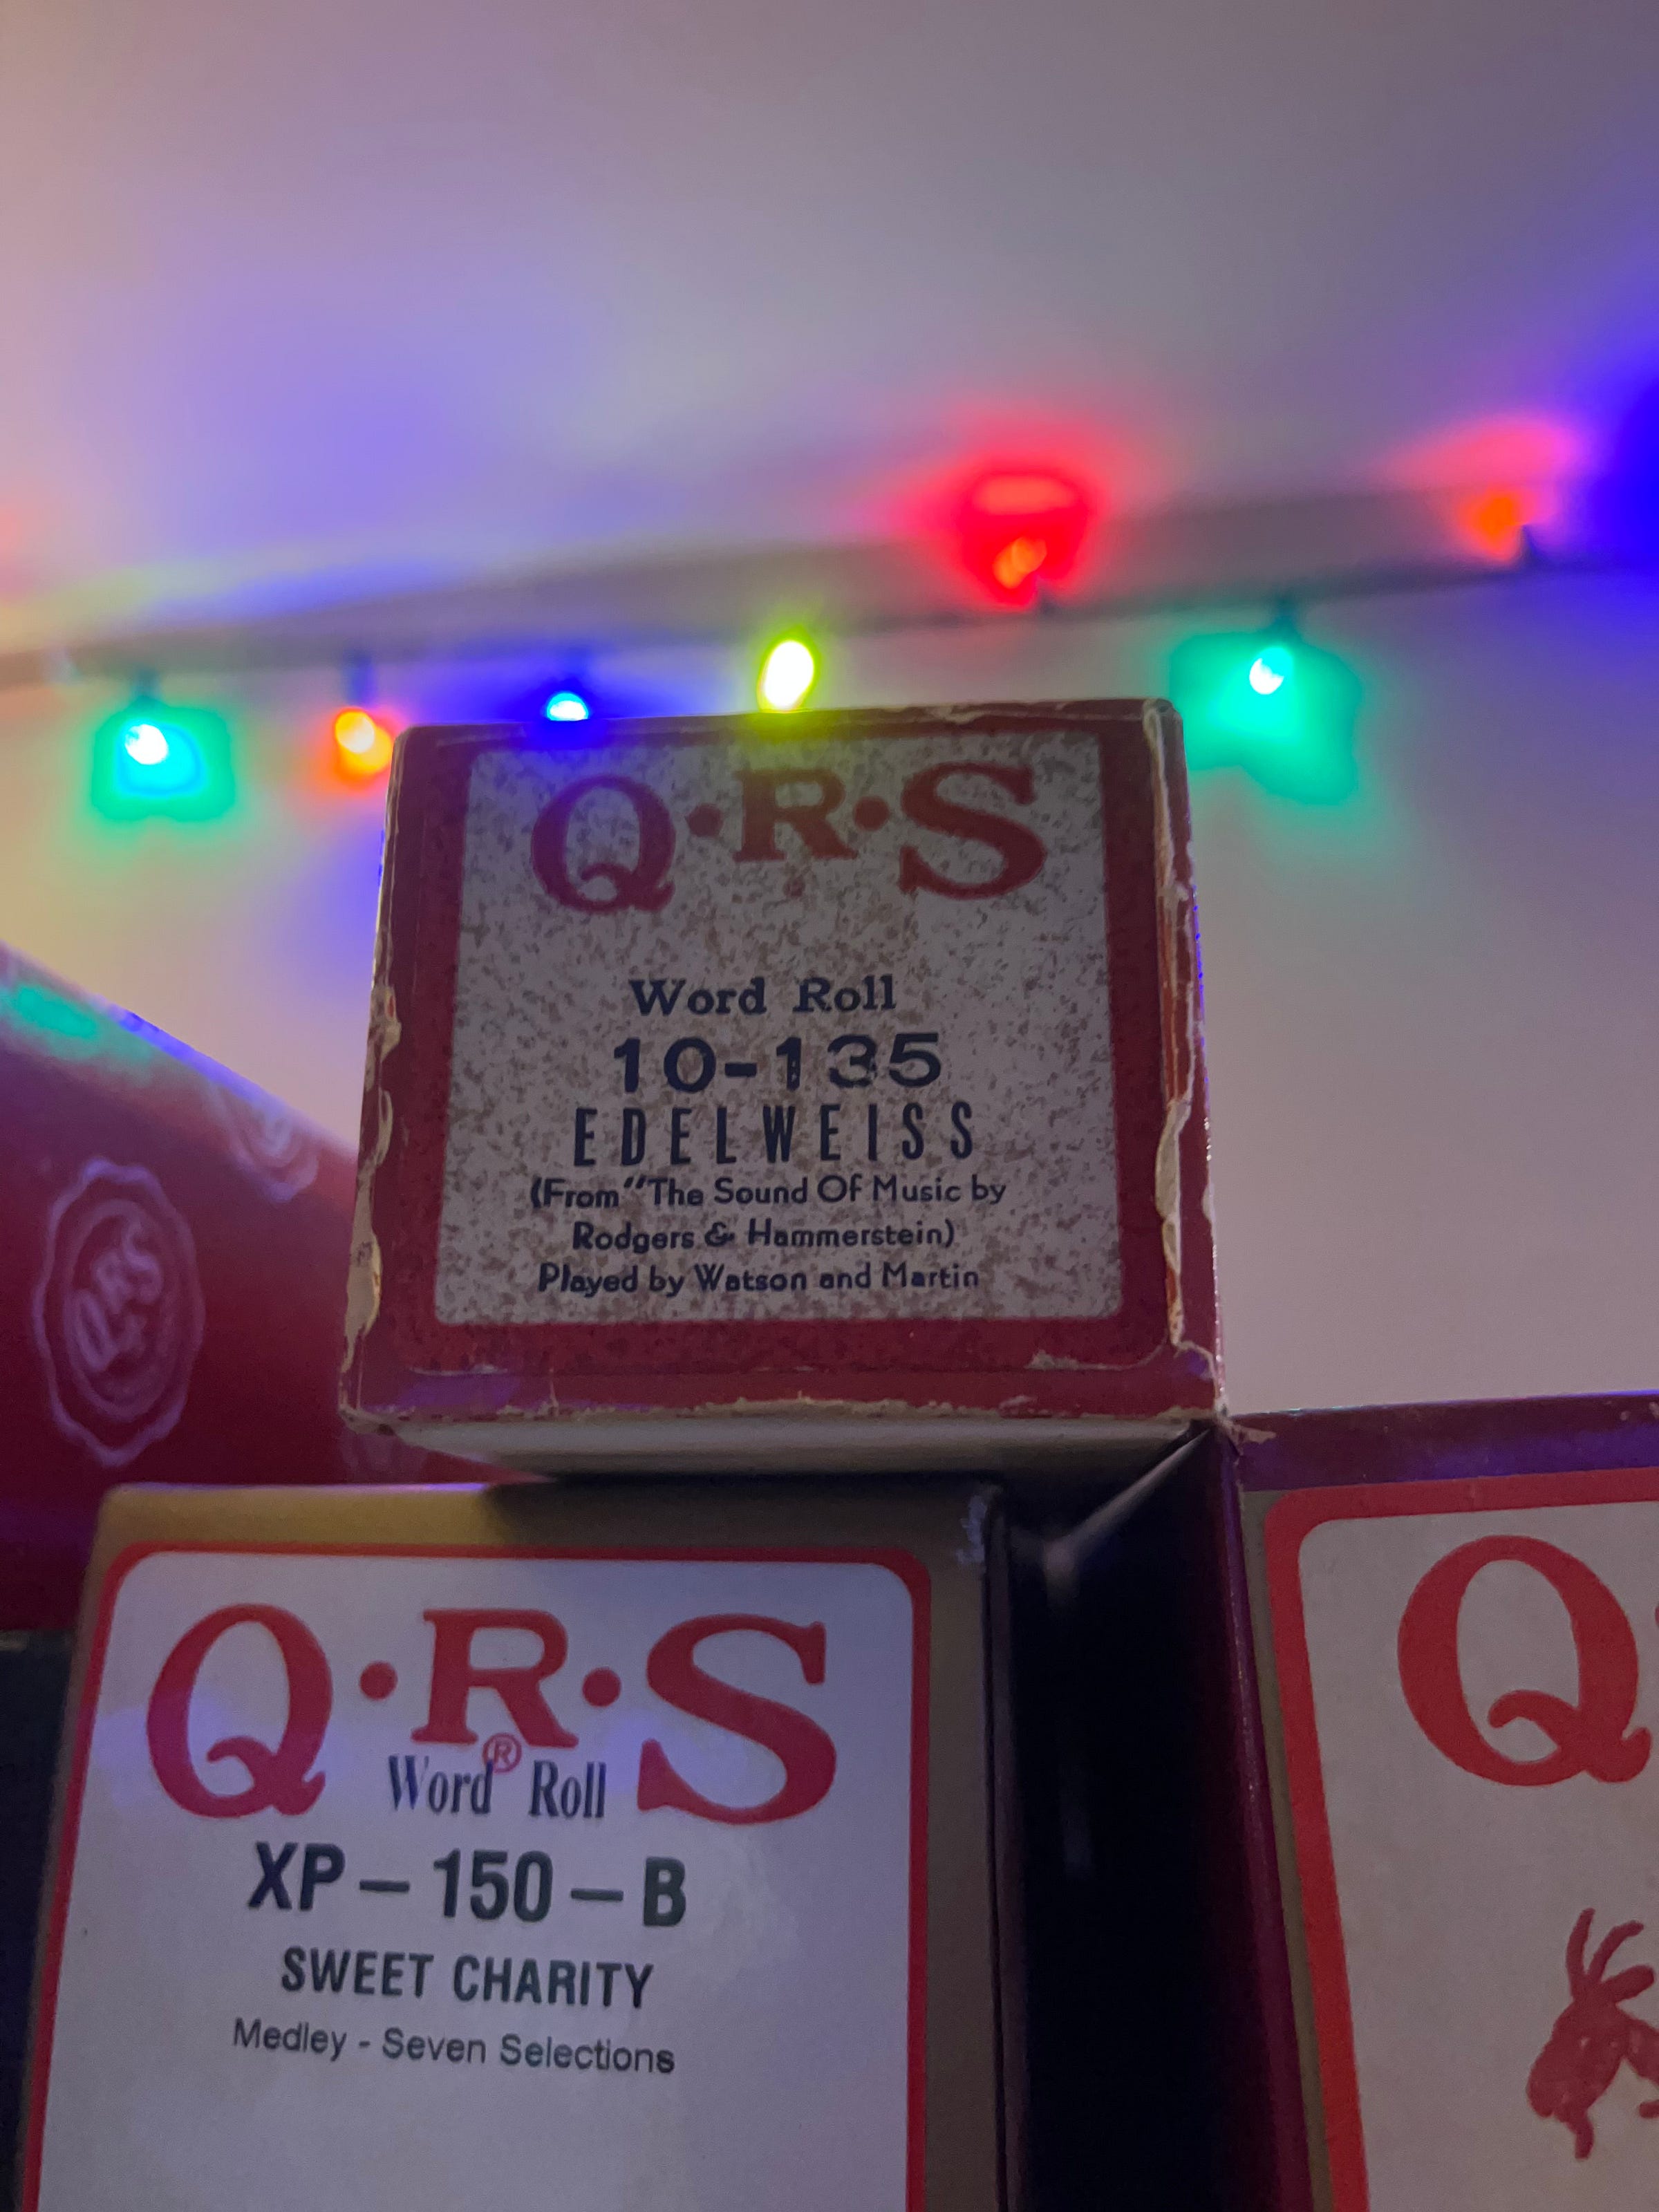 Q·R·S
Word Roll
10-135
EDELWEISS
(From "The Sound Of Music by
Rodgers & Hammerstein)
Played by Watson and Martin
QRS
Q·R·S
®
Word Roll
XP – 150 – B
SWEET CHARITY
Medley - Seven Selections
Q